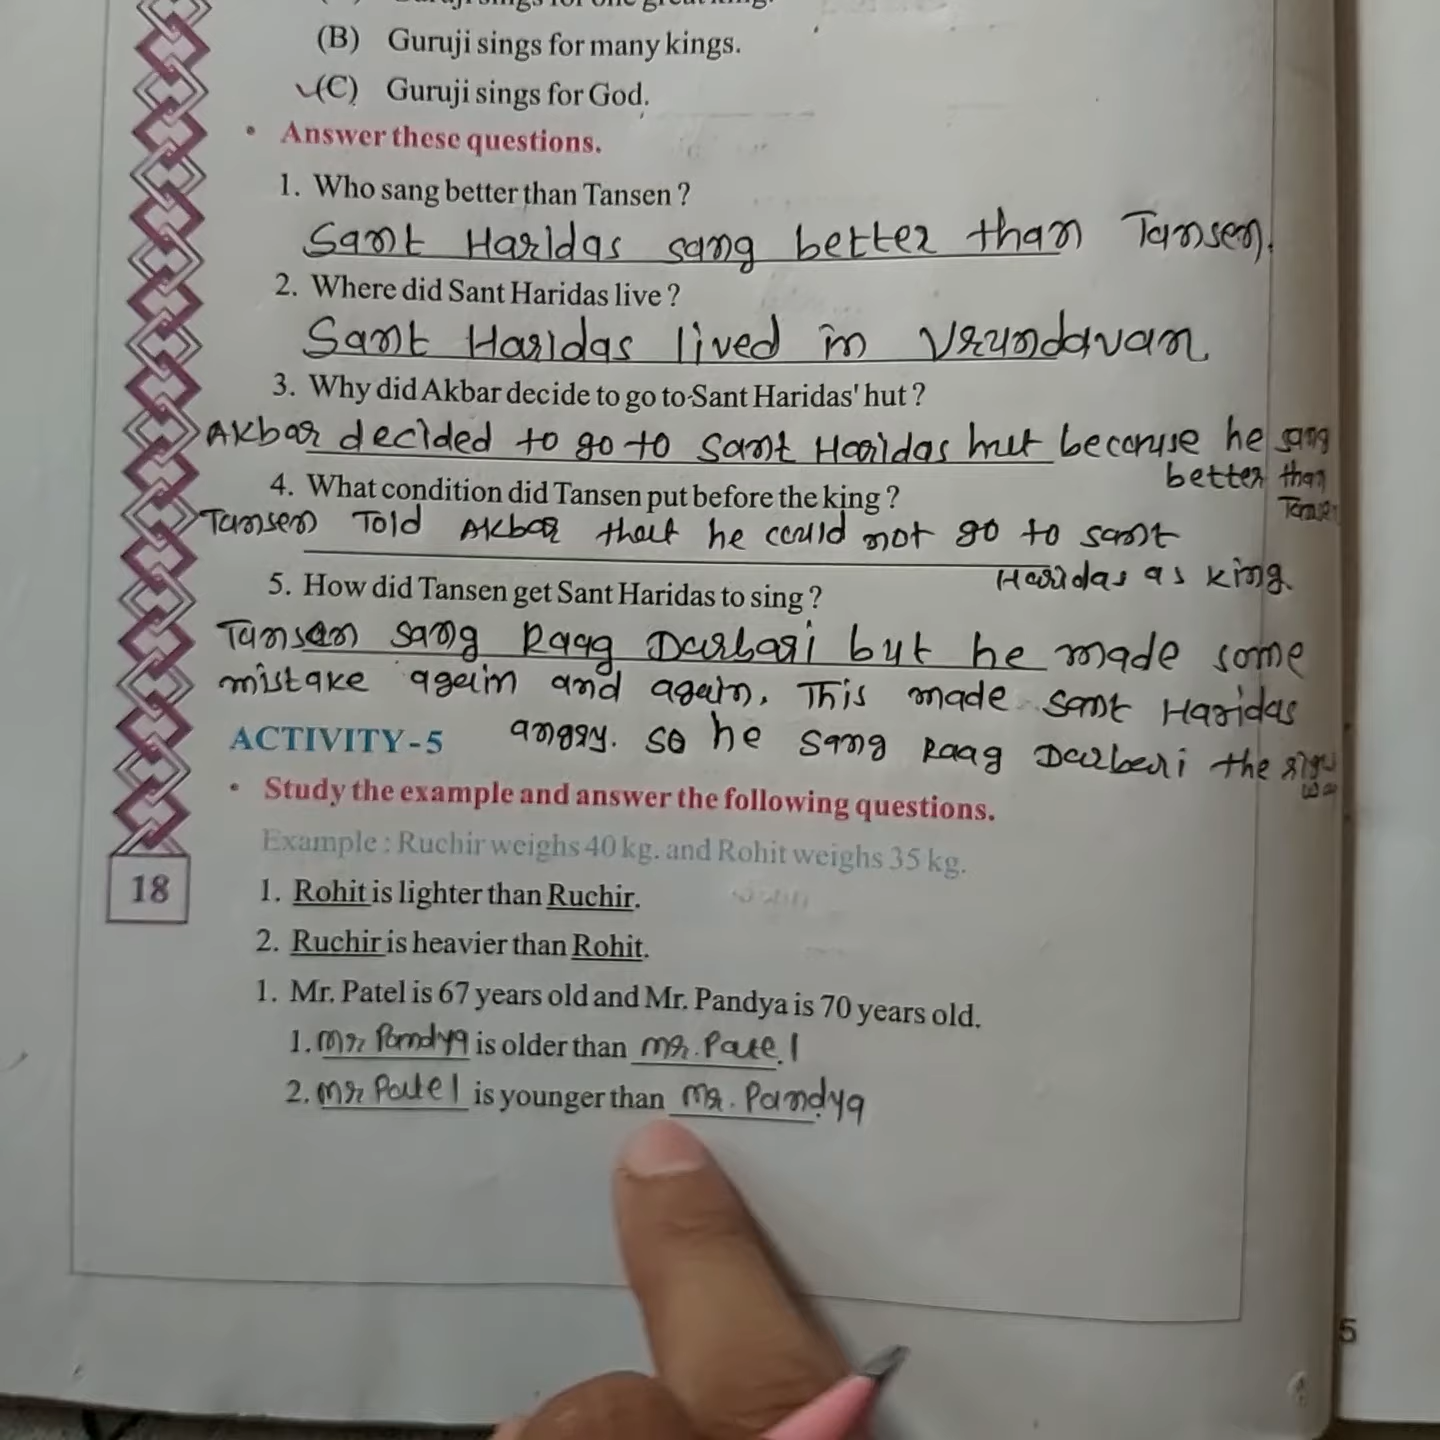 (B) Guruji sings for many kings.
(C) Guruji sings for God.
• Answer these questions.
1. Who sang better than Tansen ?
Sant Haridas sang better than Tansen.
2. Where did Sant Haridas live ?
Sant Haridas lived in Vrundavan
3. Why did Akbar decide to go to Sant Haridas' hut ?
Akbar decided to go to Sant Haridas hut because he sang
better than
Tansen
4. What condition did Tansen put before the king ?
Tansen Told Akbar that he could not go to sant
Haridas as king.
5. How did Tansen get Sant Haridas to sing ?
Tansen sang Raag Darbari but he made some
mistake again and again. This made sant Haridas
angry. so he sang Raag Darbari the
ACTIVITY - 5
• Study the example and answer the following questions.
Example : Ruchir weighs 40 kg. and Rohit weighs 35 kg.
18
1. Rohit is lighter than Ruchir.
2. Ruchir is heavier than Rohit.
1. Mr. Patel is 67 years old and Mr. Pandya is 70 years old.
1. Mr Pandya is older than Mr. Patel.
2. Mr Patel is younger than Mr. Pandya.
5